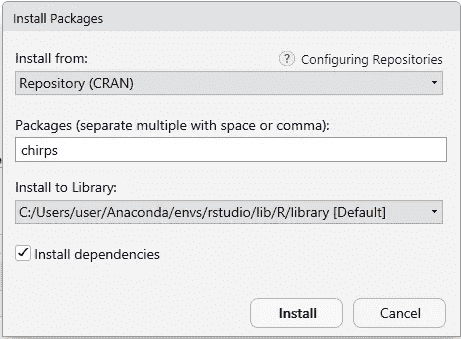 Install Packages
Install from:
? Configuring Repositories
Repository (CRAN)
Packages (separate multiple with space or comma):
chirps
Install to Library:
C:/Users/user/Anaconda/envs/rstudio/lib/R/library [Default]
Install dependencies
Install
Cancel